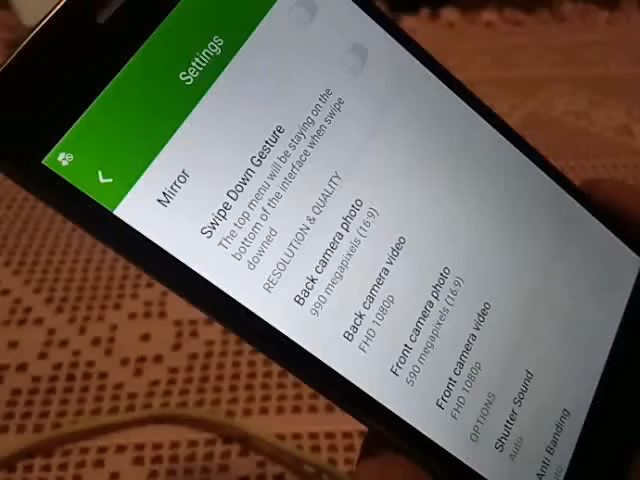 Settings
Mirror
Swipe Down Gesture
The top menu will be staying on the
bottom of the interface when swipe
downed
RESOLUTION & QUALITY
Back camera photo
990 megapixels (16:9)
Back camera video
FHD 1080p
Front camera photo
590 megapixels (16:9)
Front camera video
FHD 1080p
OPTIONS
Shutter Sound
Auto
Anti Banding